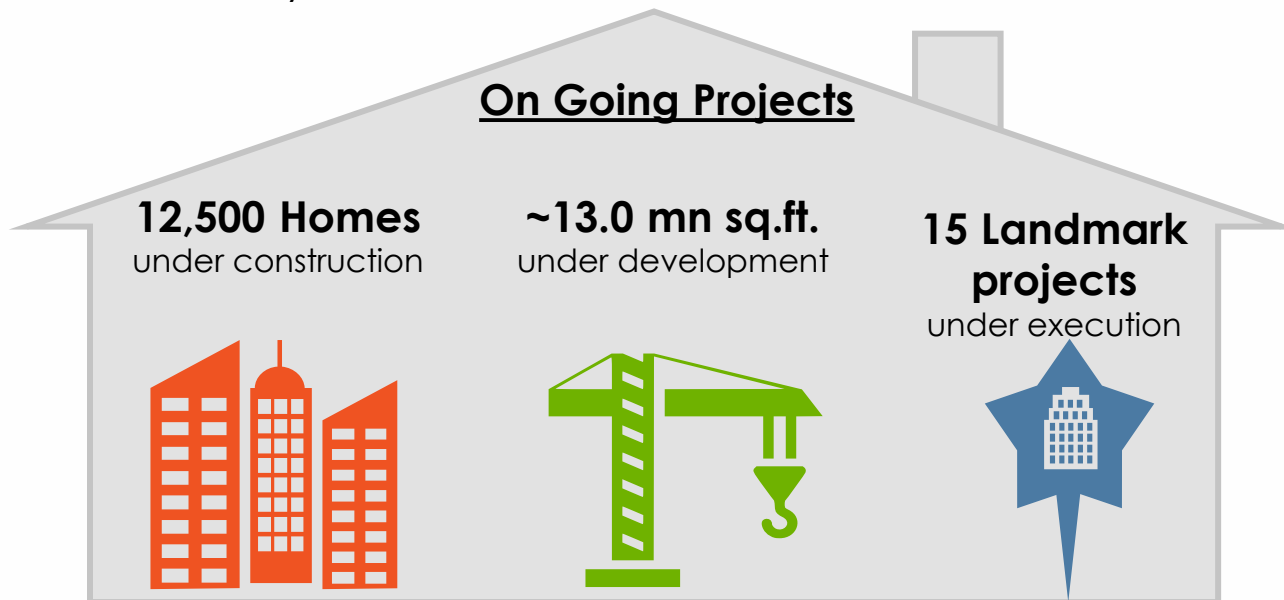 On Going Projects
12,500 Homes
under construction
~13.0 mn sq.ft.
under development
15 Landmark
projects
under execution